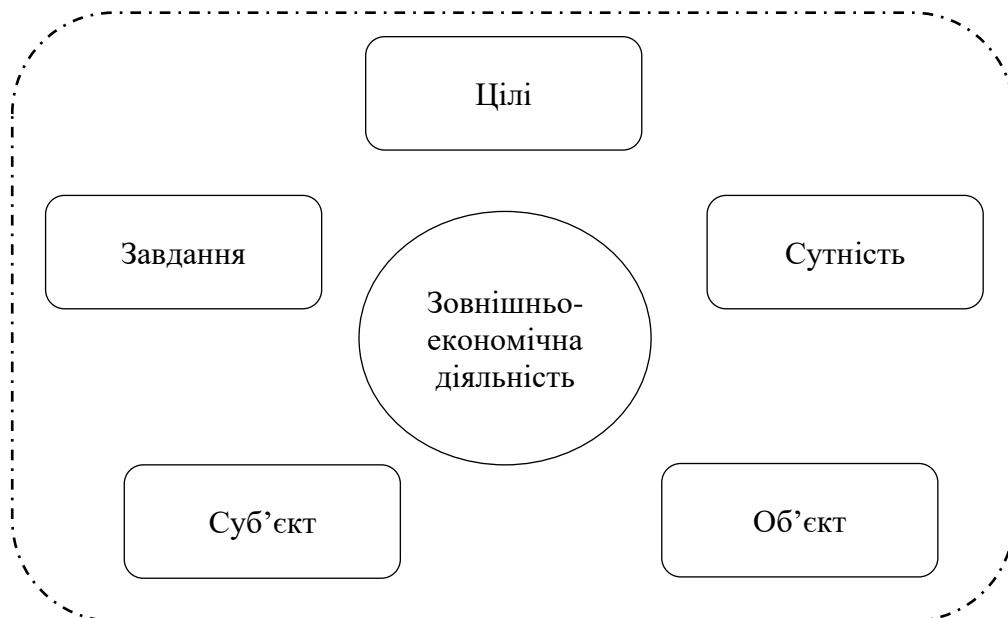 Цілі
Завдання
Сутність
Зовнішньо-
економічна
діяльність
Суб’єкт
Об’єкт